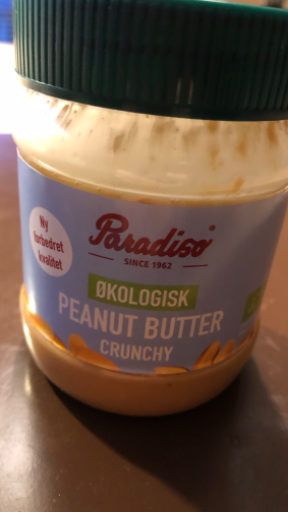 Ny
forbedret
kvalitet
Paradiso
SINCE 1962
ØKOLOGISK
PEANUT BUTTER
CRUNCHY